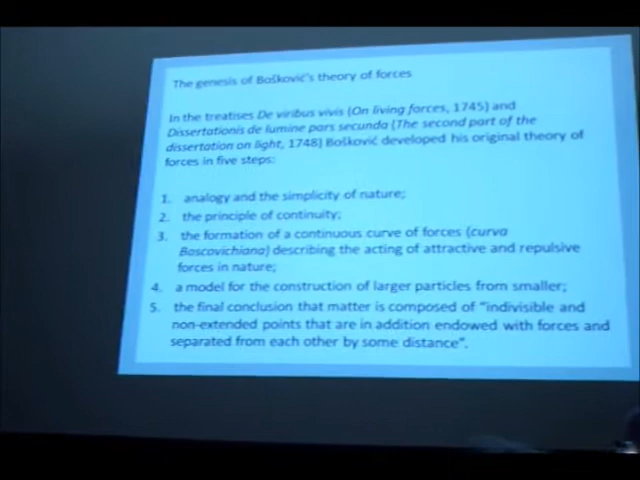 The genesis of Bošković's theory of forces
In the treatises De viribus vivis (On living forces, 1745) and
Dissertationis de lumine pars secunda (The second part of the
dissertation on light, 1748) Bošković developed his original theory of
forces in five steps:
1. analogy and the simplicity of nature;
2. the principle of continuity;
3. the formation of a continuous curve of forces (curva
Boscovichiana) describing the acting of attractive and repulsive
forces in nature;
4. a model for the construction of larger particles from smaller;
5. the final conclusion that matter is composed of "indivisible and
non-extended points that are in addition endowed with forces and
separated from each other by some distance".